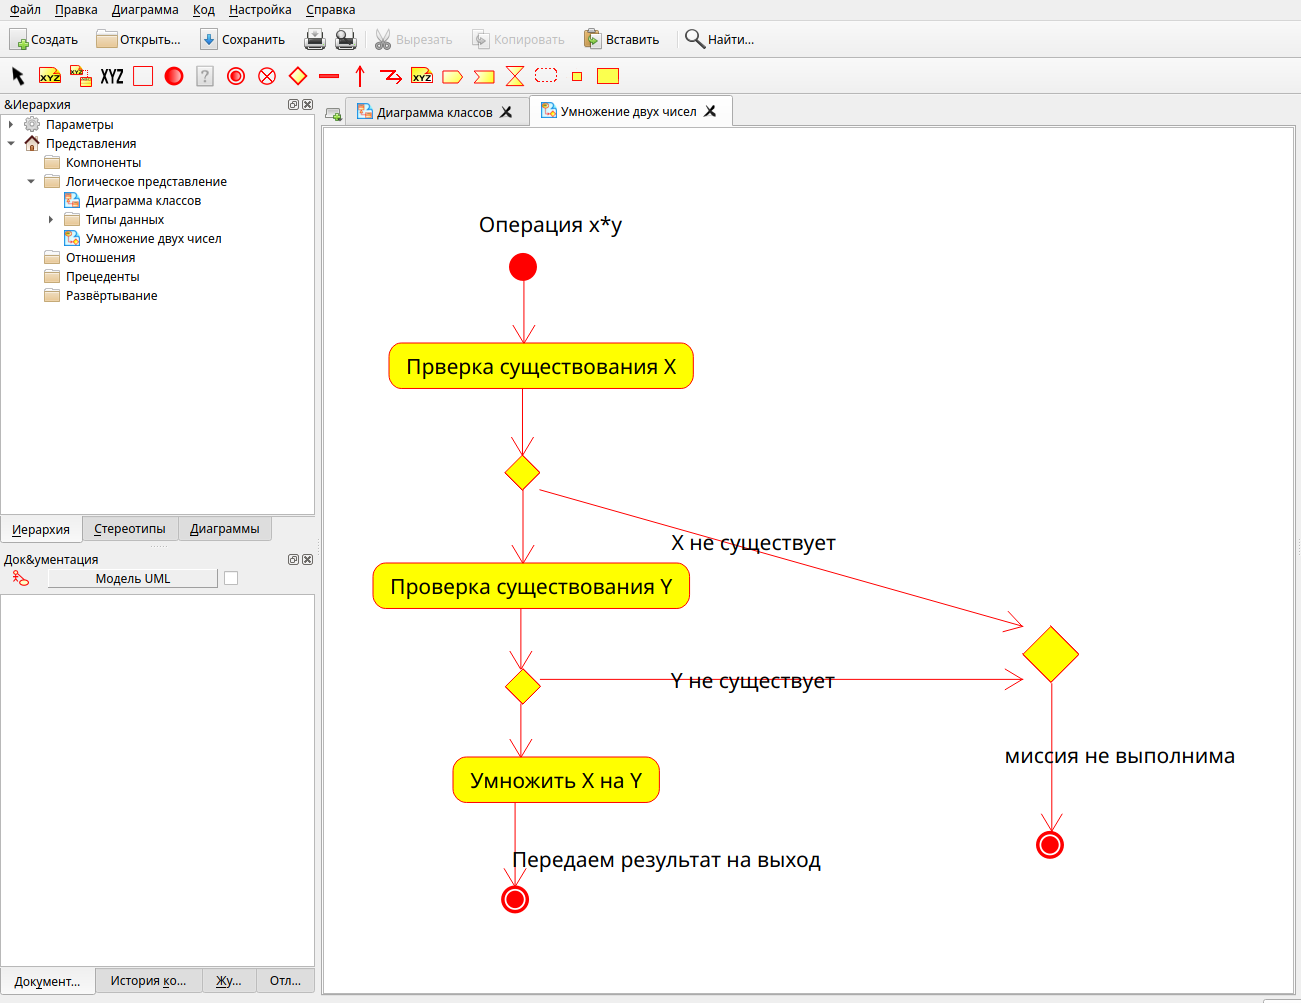 Файл Правка Диаграмма Код Настройка Справка
Создать Открыть... Сохранить Вырезать Копировать Вставить Найти...
XYZ XYZ XYZ ? XYZ
&Иерархия
Параметры
Представления
Компоненты
Логическое представление
Диаграмма классов
Типы данных
Умножение двух чисел
Отношения
Прецеденты
Развёртывание
Иерархия Стереотипы Диаграммы
Док&ументация
Модель UML
Документ... История ко... Жу... Отл...
Диаграмма классов Умножение двух чисел
Операция x*y
Прверка существования X
X не существует
Проверка существования Y
Y не существует
миссия не выполнима
Умножить X на Y
Передаем результат на выход